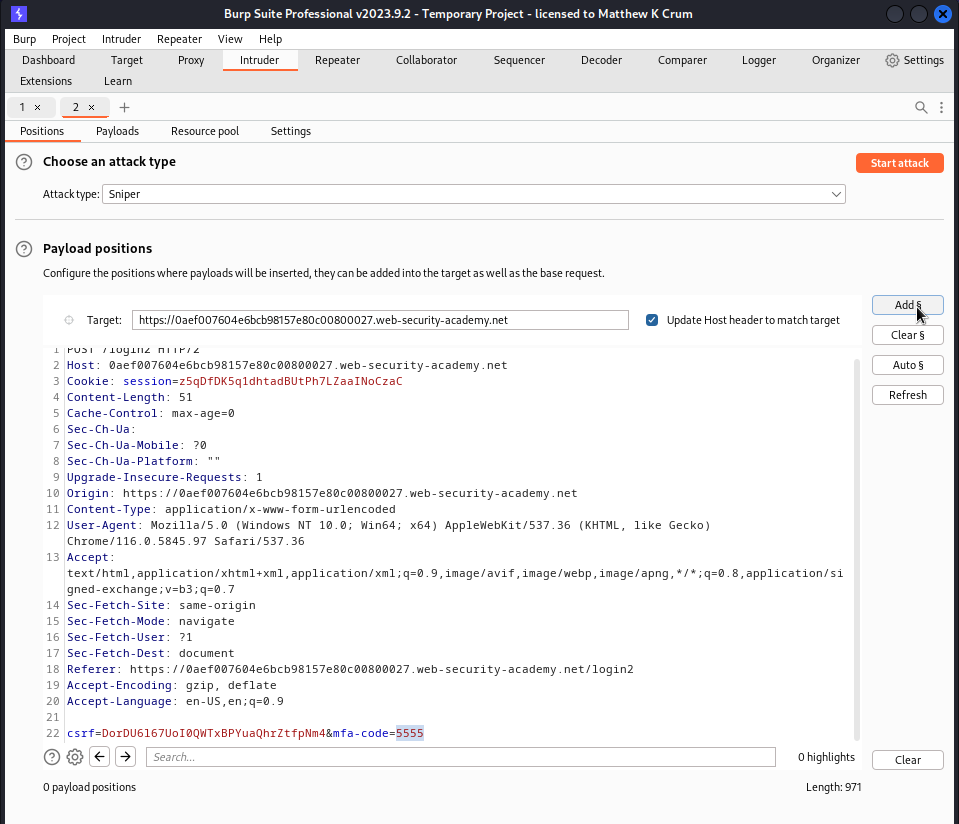 Burp Suite Professional v2023.9.2 - Temporary Project - licensed to Matthew K Crum
Burp Project Intruder Repeater View Help
Dashboard Target Proxy Intruder Repeater Collaborator Sequencer Decoder Comparer Logger Organizer Settings
Extensions Learn
1 × 2 × +
Positions Payloads Resource pool Settings
? Choose an attack type Start attack
Attack type: Sniper
? Payload positions
Configure the positions where payloads will be inserted, they can be added into the target as well as the base request.
Add §
Target: https://0aef007604e6bcb98157e80c00800027.web-security-academy.net Update Host header to match target
Clear §
Auto §
Refresh
1 POST /login2 HTTP/2
2 Host: 0aef007604e6bcb98157e80c00800027.web-security-academy.net
3 Cookie: session=z5qDfDK5q1dhtadBUtPh7LZaaINoCzaC
4 Content-Length: 51
5 Cache-Control: max-age=0
6 Sec-Ch-Ua:
7 Sec-Ch-Ua-Mobile: ?0
8 Sec-Ch-Ua-Platform: ""
9 Upgrade-Insecure-Requests: 1
10 Origin: https://0aef007604e6bcb98157e80c00800027.web-security-academy.net
11 Content-Type: application/x-www-form-urlencoded
12 User-Agent: Mozilla/5.0 (Windows NT 10.0; Win64; x64) AppleWebKit/537.36 (KHTML, like Gecko)
Chrome/116.0.5845.97 Safari/537.36
13 Accept:
text/html,application/xhtml+xml,application/xml;q=0.9,image/avif,image/webp,image/apng,*/*;q=0.8,application/si
gned-exchange;v=b3;q=0.7
14 Sec-Fetch-Site: same-origin
15 Sec-Fetch-Mode: navigate
16 Sec-Fetch-User: ?1
17 Sec-Fetch-Dest: document
18 Referer: https://0aef007604e6bcb98157e80c00800027.web-security-academy.net/login2
19 Accept-Encoding: gzip, deflate
20 Accept-Language: en-US,en;q=0.9
21
22 csrf=DorDU6167UoI0QWTxBPYuaQhrZtfpNm4&mfa-code=5555
? Search... 0 highlights Clear
0 payload positions Length: 971